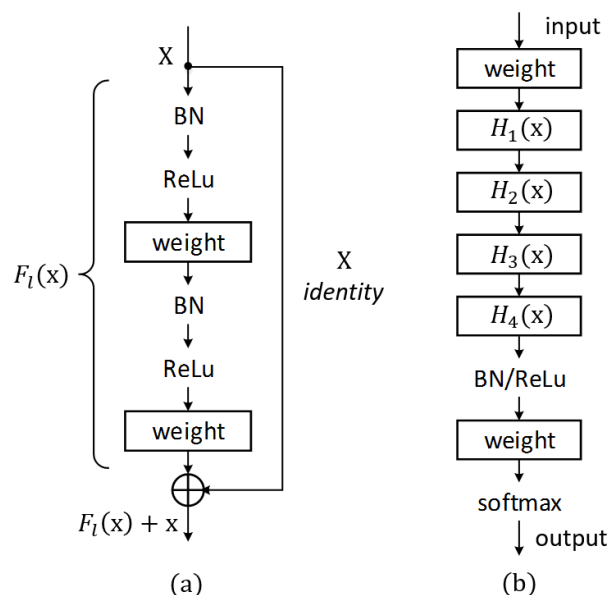 X
BN
ReLu
weight
BN
ReLu
weight
F_l(x)
X
identity
F_l(x) + x
(a)
input
weight
H_1(x)
H_2(x)
H_3(x)
H_4(x)
BN/ReLu
weight
softmax
output
(b)